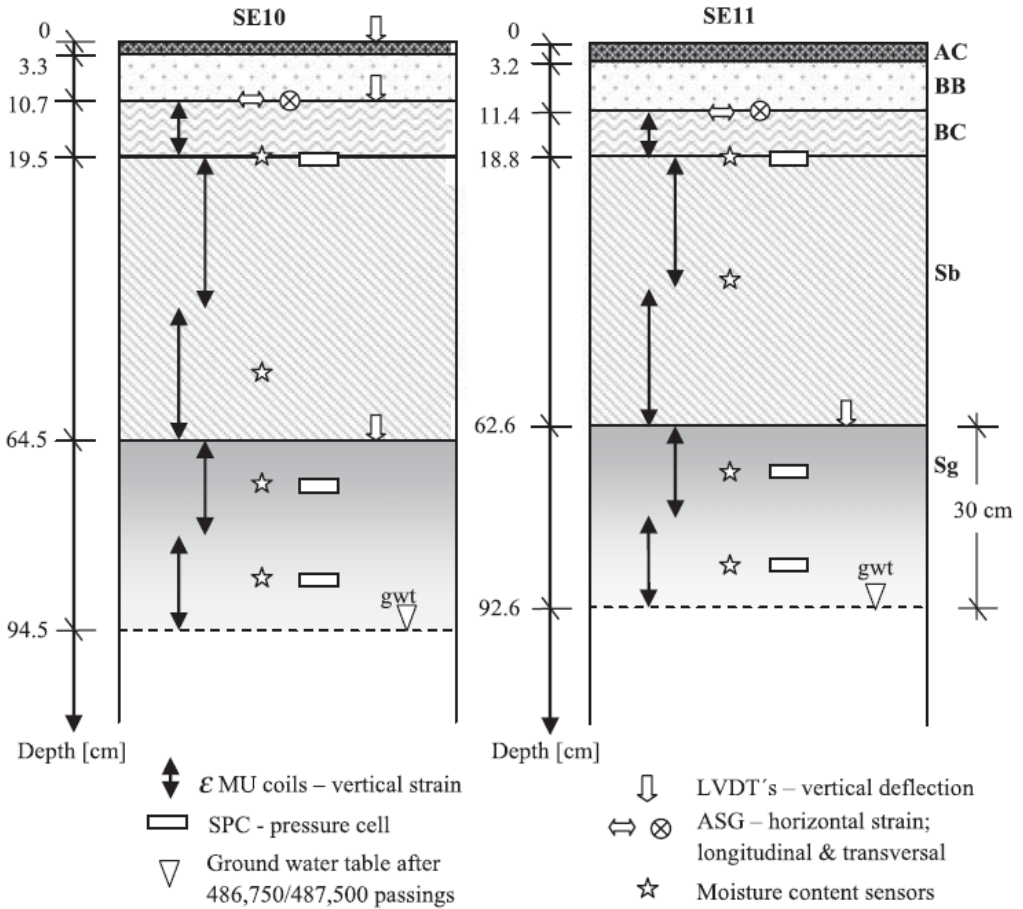 SE10
SE11
0
3.3
10.7
19.5
64.5
94.5
Depth [cm]
gwt
0
3.2
11.4
18.8
62.6
92.6
Depth [cm]
gwt
AC
BB
BC
Sb
Sg
30 cm
ε MU coils – vertical strain
SPC - pressure cell
Ground water table after
486,750/487,500 passings
LVDT´s – vertical deflection
ASG – horizontal strain;
longitudinal & transversal
Moisture content sensors